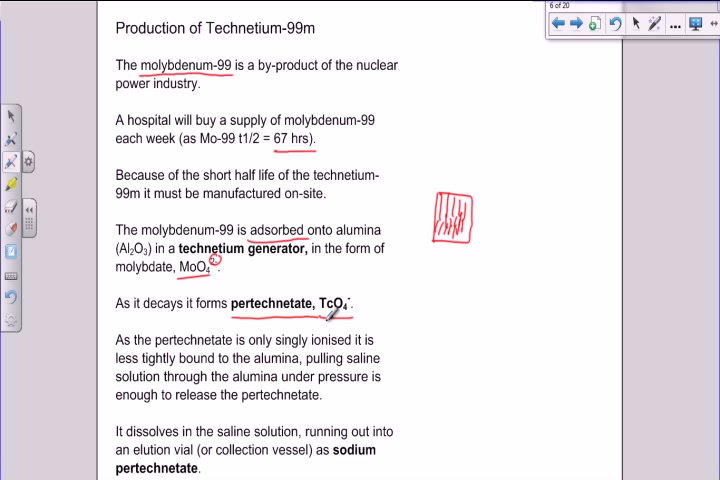 6 of 20
Production of Technetium-99m
The molybdenum-99 is a by-product of the nuclear
power industry.
A hospital will buy a supply of molybdenum-99
each week (as Mo-99 t1/2 = 67 hrs).
Because of the short half life of the technetium-
99m it must be manufactured on-site.
The molybdenum-99 is adsorbed onto alumina
(Al₂O₃) in a technetium generator, in the form of
molybdate, MoO₄²⁻.
As it decays it forms pertechnetate, TcO₄⁻.
As the pertechnetate is only singly ionised it is
less tightly bound to the alumina, pulling saline
solution through the alumina under pressure is
enough to release the pertechnetate.
It dissolves in the saline solution, running out into
an elution vial (or collection vessel) as sodium
pertechnetate.